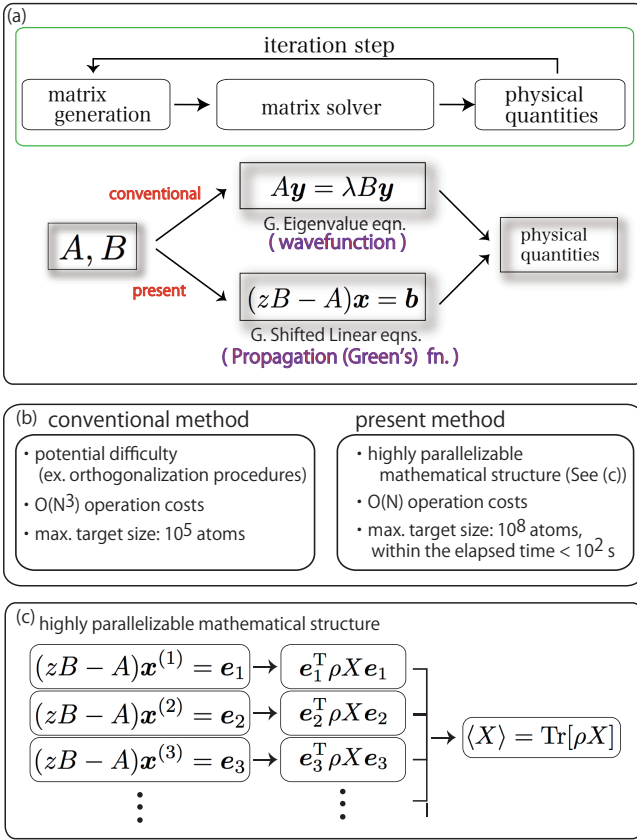 (a)
iteration step
matrix
generation
matrix solver
physical
quantities
conventional
A𝒚 = λB𝒚
G. Eigenvalue eqn.
( wavefunction )
A, B
physical
quantities
present
(zB − A)𝒙 = 𝒃
G. Shifted Linear eqns.
( Propagation (Green's) fn. )
(b) conventional method
・potential difficulty
(ex. orthogonalization procedures)
・O(N³) operation costs
・max. target size: 10⁵ atoms
present method
・highly parallelizable
mathematical structure (See (c))
・O(N) operation costs
・max. target size: 10⁸ atoms,
within the elapsed time < 10² s
(c) highly parallelizable mathematical structure
(zB − A)𝒙⁽¹⁾ = 𝒆₁ 𝒆₁ᵀρX𝒆₁
(zB − A)𝒙⁽²⁾ = 𝒆₂ 𝒆₂ᵀρX𝒆₂
⟨X⟩ = Tr[ρX]
(zB − A)𝒙⁽³⁾ = 𝒆₃ 𝒆₃ᵀρX𝒆₃
⋮ ⋮